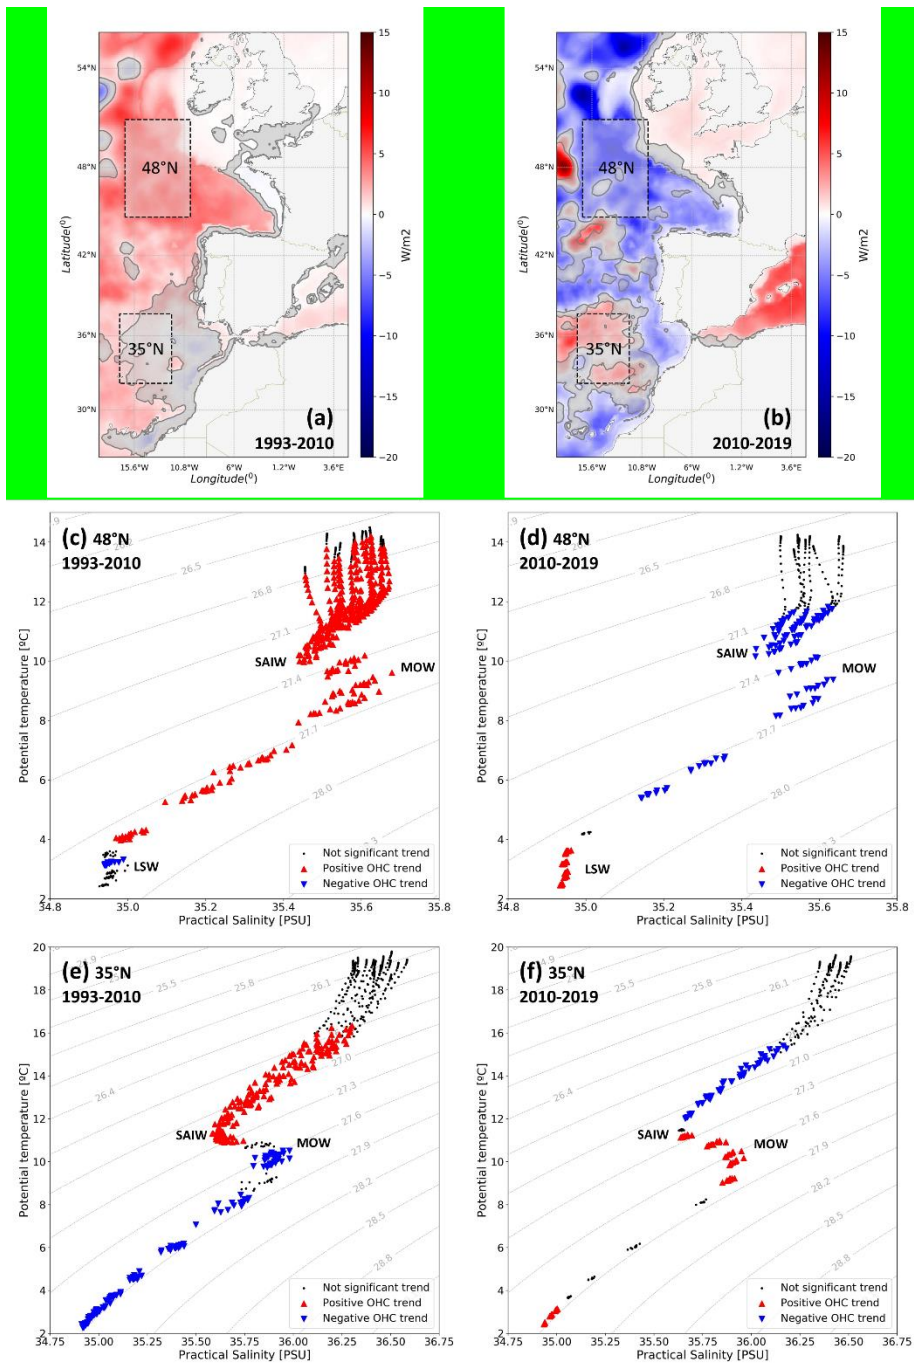 54°N
48°N
42°N
36°N
30°N
Latitude(⁰)
15.6°W
10.8°W
6°W
1.2°W
3.6°E
Longitude(⁰)
48°N
35°N
(a)
1993-2010
15
10
5
0
−5
−10
−15
−20
W/m2
54°N
48°N
42°N
36°N
30°N
Latitude(⁰)
15.6°W
10.8°W
6°W
1.2°W
3.6°E
Longitude(⁰)
48°N
35°N
(b)
2010-2019
15
10
5
0
−5
−10
−15
−20
W/m2
(c) 48°N
1993-2010
26.5
26.8
27.1
27.4
27.7
28.0
SAIW
MOW
LSW
Not significant trend
Positive OHC trend
Negative OHC trend
14
12
10
8
6
4
2
Potential temperature [ºC]
34.8
35.0
35.2
35.4
35.6
35.8
Practical Salinity [PSU]
(d) 48°N
2010-2019
26.5
26.8
27.1
27.4
27.7
28.0
SAIW
MOW
LSW
Not significant trend
Positive OHC trend
Negative OHC trend
14
12
10
8
6
4
2
Potential temperature [ºC]
34.8
35.0
35.2
35.4
35.6
35.8
Practical Salinity [PSU]
(e) 35°N
1993-2010
24.9
25.5
25.8
26.1
26.4
27.0
27.3
27.6
27.9
28.2
28.5
28.8
SAIW
MOW
Not significant trend
Positive OHC trend
Negative OHC trend
20
18
16
14
12
10
8
6
4
2
Potential temperature [ºC]
34.75
35.00
35.25
35.50
35.75
36.00
36.25
36.50
36.75
Practical Salinity [PSU]
(f) 35°N
2010-2019
24.9
25.5
25.8
26.1
26.4
27.0
27.3
27.6
27.9
28.2
28.5
28.8
SAIW
MOW
Not significant trend
Positive OHC trend
Negative OHC trend
20
18
16
14
12
10
8
6
4
2
Potential temperature [ºC]
34.75
35.00
35.25
35.50
35.75
36.00
36.25
36.50
36.75
Practical Salinity [PSU]